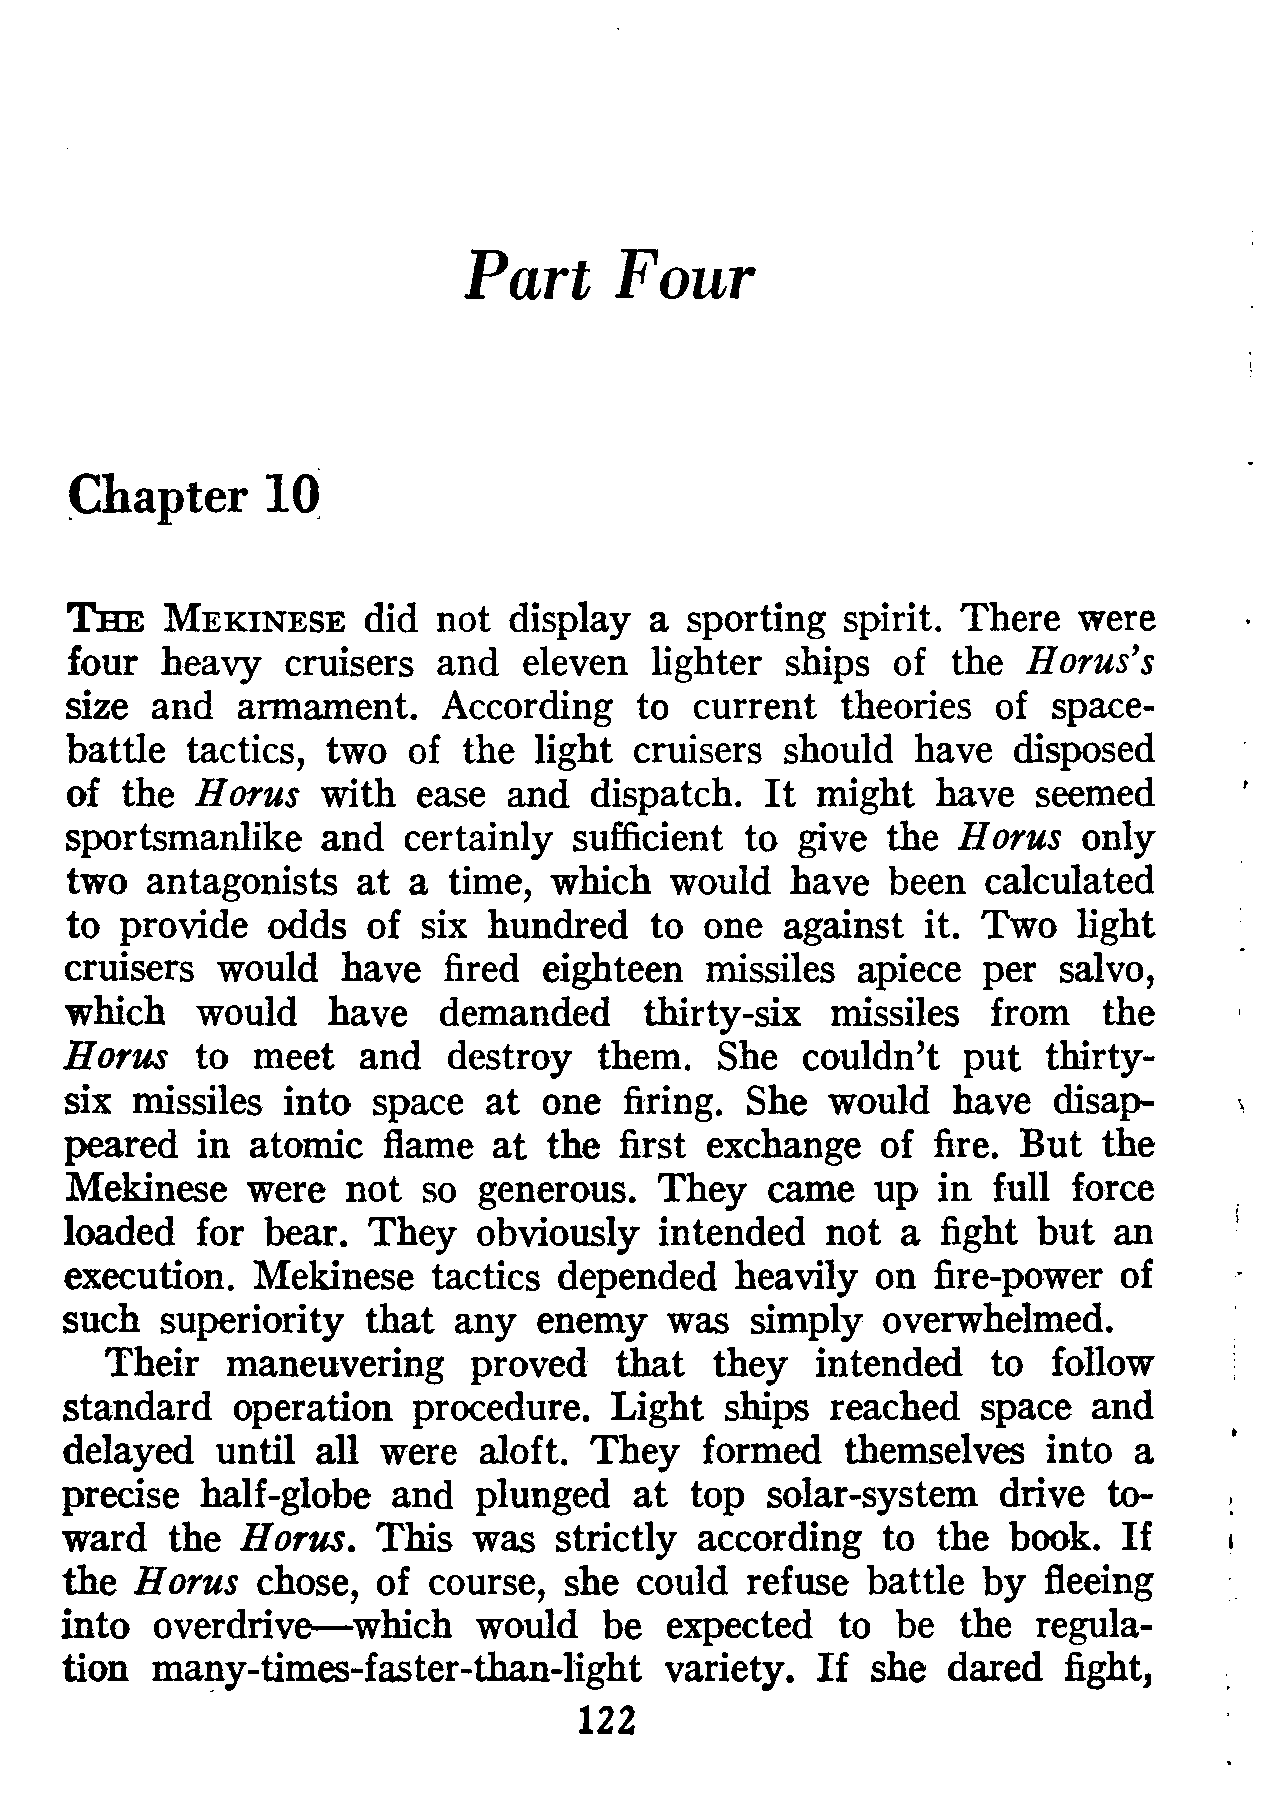 Part Four
Chapter 10
THE MEKINESE did not display a sporting spirit. There were
four heavy cruisers and eleven lighter ships of the Horus's
size and armament. According to current theories of space-
battle tactics, two of the light cruisers should have disposed
of the Horus with ease and dispatch. It might have seemed
sportsmanlike and certainly sufficient to give the Horus only
two antagonists at a time, which would have been calculated
to provide odds of six hundred to one against it. Two light
cruisers would have fired eighteen missiles apiece per salvo,
which would have demanded thirty-six missiles from the
Horus to meet and destroy them. She couldn't put thirty-
six missiles into space at one firing. She would have disap-
peared in atomic flame at the first exchange of fire. But the
Mekinese were not so generous. They came up in full force
loaded for bear. They obviously intended not a fight but an
execution. Mekinese tactics depended heavily on fire-power of
such superiority that any enemy was simply overwhelmed.
Their maneuvering proved that they intended to follow
standard operation procedure. Light ships reached space and
delayed until all were aloft. They formed themselves into a
precise half-globe and plunged at top solar-system drive to-
ward the Horus. This was strictly according to the book. If
the Horus chose, of course, she could refuse battle by fleeing
into overdrive—which would be expected to be the regula-
tion many-times-faster-than-light variety. If she dared fight,
122